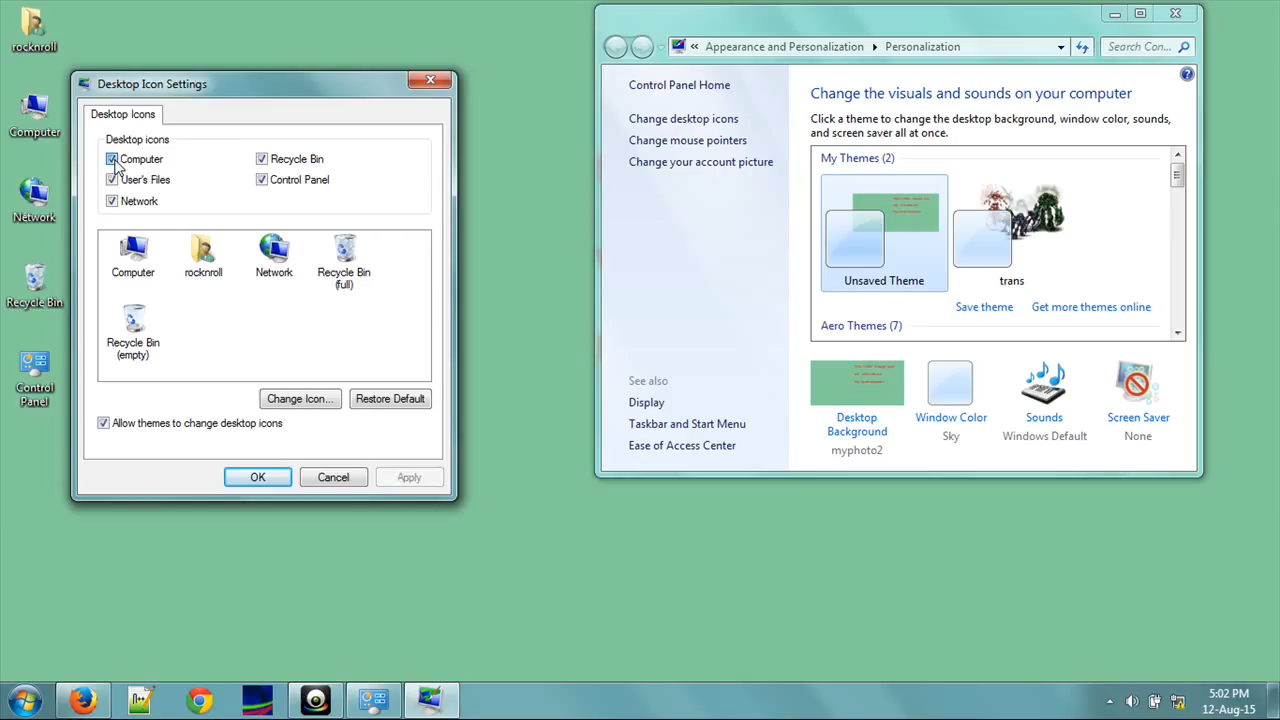 rocknroll
Computer
Network
Recycle Bin
Control
Panel
Desktop Icon Settings
Desktop Icons
Desktop icons
Computer
Recycle Bin
User's Files
Control Panel
Network
Computer
rocknroll
Network
Recycle Bin
(full)
Recycle Bin
(empty)
Change Icon...
Restore Default
Allow themes to change desktop icons
OK
Cancel
Apply
« Appearance and Personalization
Personalization
Search Con...
Control Panel Home
Change desktop icons
Change mouse pointers
Change your account picture
See also
Display
Taskbar and Start Menu
Ease of Access Center
Change the visuals and sounds on your computer
Click a theme to change the desktop background, window color, sounds,
and screen saver all at once.
My Themes (2)
Unsaved Theme
trans
Save theme
Get more themes online
Aero Themes (7)
Desktop
Background
myphoto2
Window Color
Sky
Sounds
Windows Default
Screen Saver
None
5:02 PM
12-Aug-15